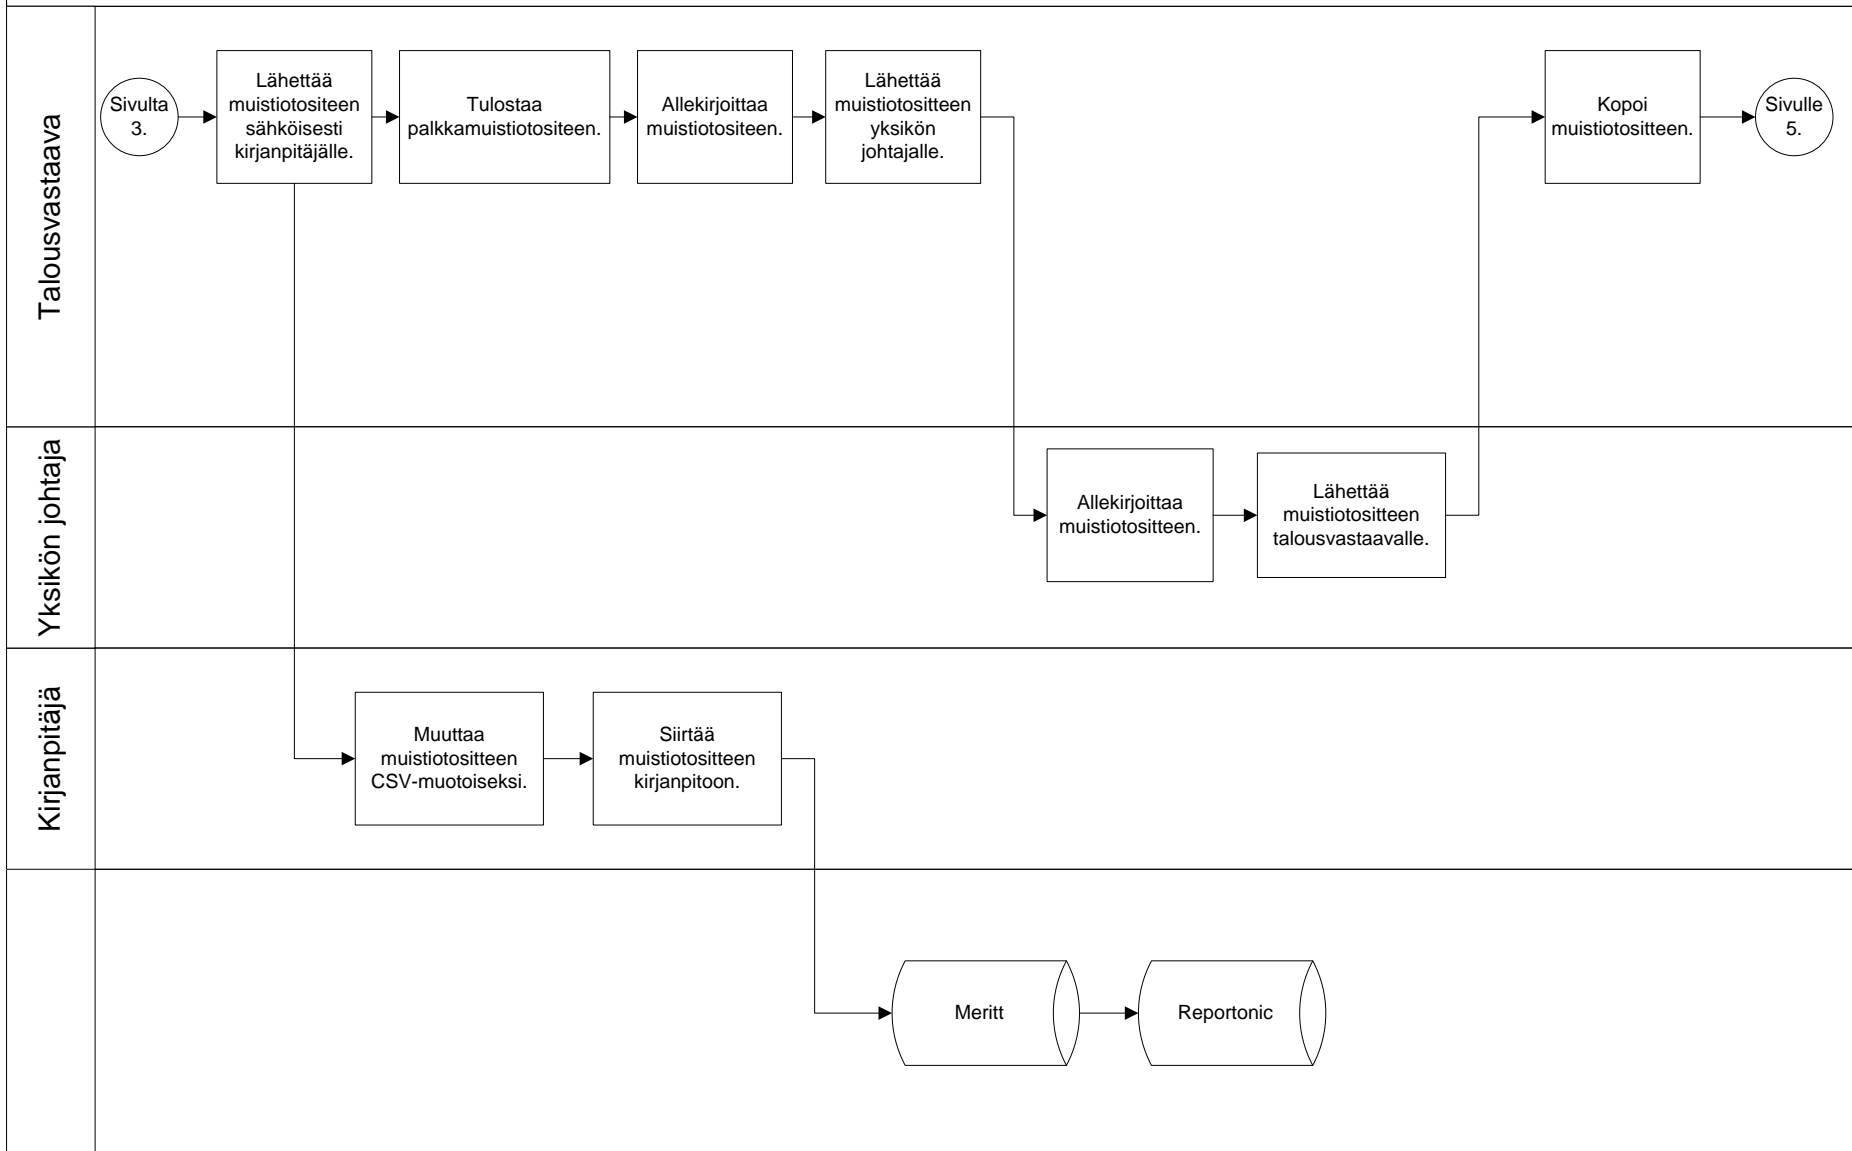 Talousvastaava
Sivulta
3.
Lähettää
muistiotositeen
sähköisesti
kirjanpitäjälle.
Tulostaa
palkkamuistiotositeen.
Allekirjoittaa
muistiotositeen.
Lähettää
muistiotositteen
yksikön
johtajalle.
Kopoi
muistiotositteen.
Sivulle
5.
Yksikön johtaja
Allekirjoittaa
muistiotositteen.
Lähettää
muistiotositteen
talousvastaavalle.
Kirjanpitäjä
Muuttaa
muistiotositteen
CSV-muotoiseksi.
Siirtää
muistiotositteen
kirjanpitoon.
Meritt
Reportonic